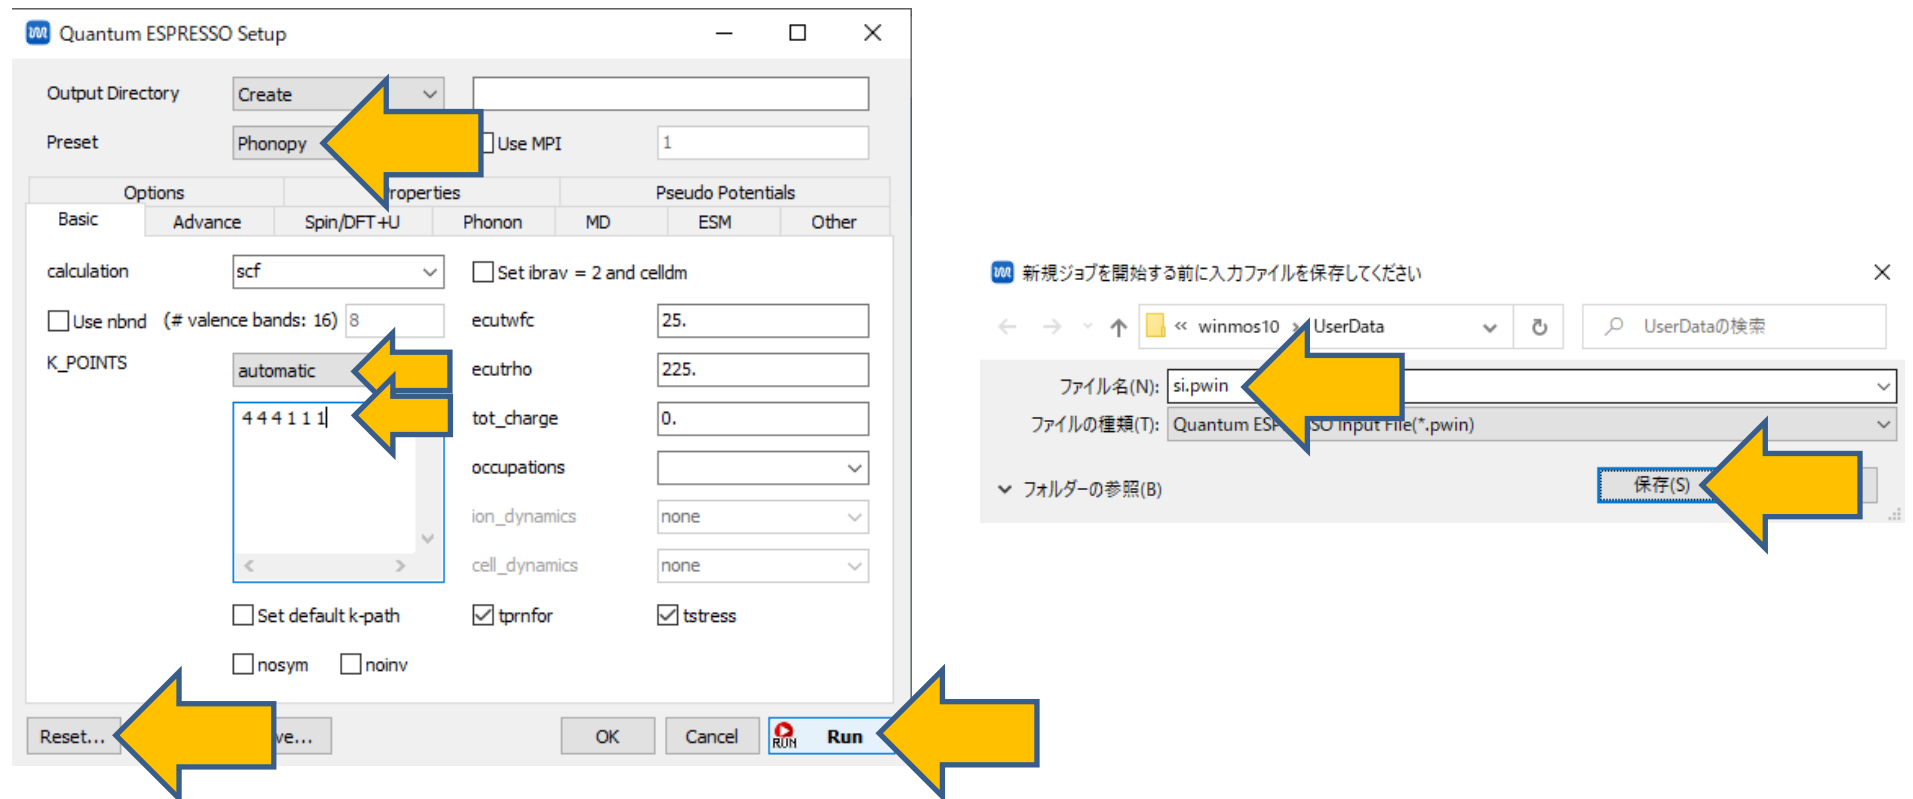 Quantum ESPRESSO Setup
Output Directory Create
Preset Phonopy Use MPI 1
Options Pseudo Potentials
Basic Advance Spin/DFT+U Phonon MD ESM Other
calculation scf Set ibrav = 2 and celldm
Use nbnd (# valence bands: 16) 8 ecutwfc 25.
K_POINTS automatic ecutrho 225.
4 4 4 1 1 1 tot_charge 0.
occupations
ion_dynamics none
cell_dynamics none
Set default k-path tprnfor tstress
nosym noinv
Reset... OK Cancel RUN Run
新規ジョブを開始する前に入力ファイルを保存してください
« winmos10 > UserData UserDataの検索
ファイル名(N): si.pwin
ファイルの種類(T): Quantum Input File(*.pwin)
フォルダーの参照(B) 保存(S)